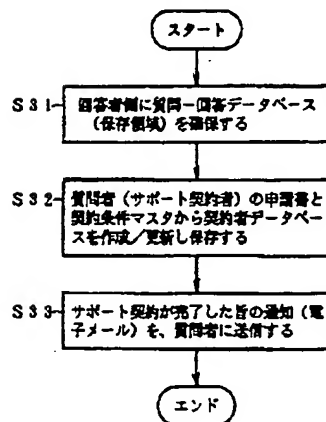 スタート
S31
回答者側に質問ー回答データベース
(保存領域)を確保する
S32
質問者(サポート契約者)の申請書と
契約条件マスタから契約者データベー
スを作成/更新し保存する
S33
サポート契約が完了した旨の通知(電
子メール)を、質問者に送信する
エンド